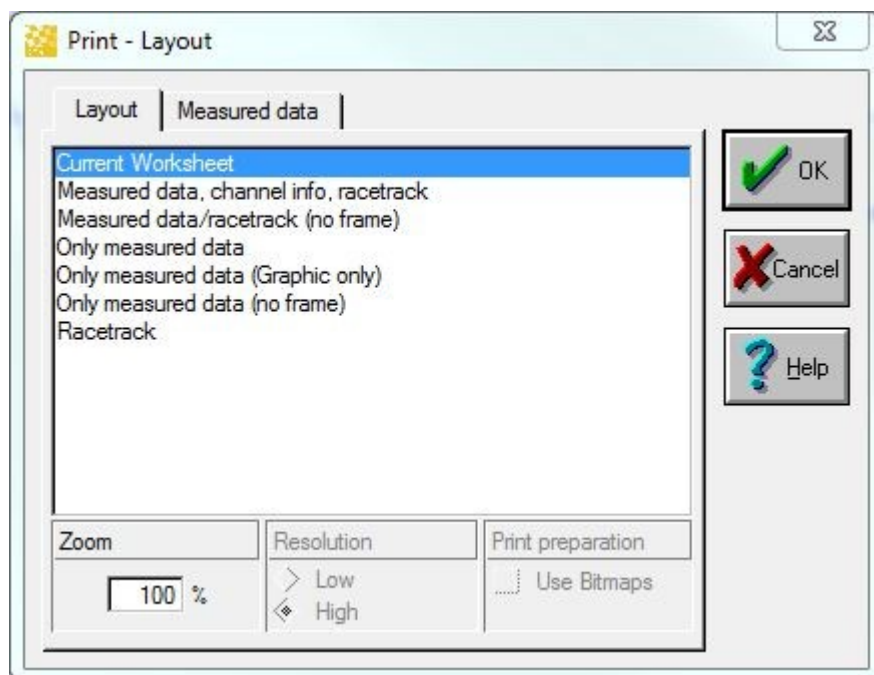 Print - Layout
Layout
Measured data
Current Worksheet
Measured data, channel info, racetrack
Measured data/racetrack (no frame)
Only measured data
Only measured data (Graphic only)
Only measured data (no frame)
Racetrack
OK
Cancel
Help
Zoom
100 %
Resolution
Low
High
Print preparation
Use Bitmaps